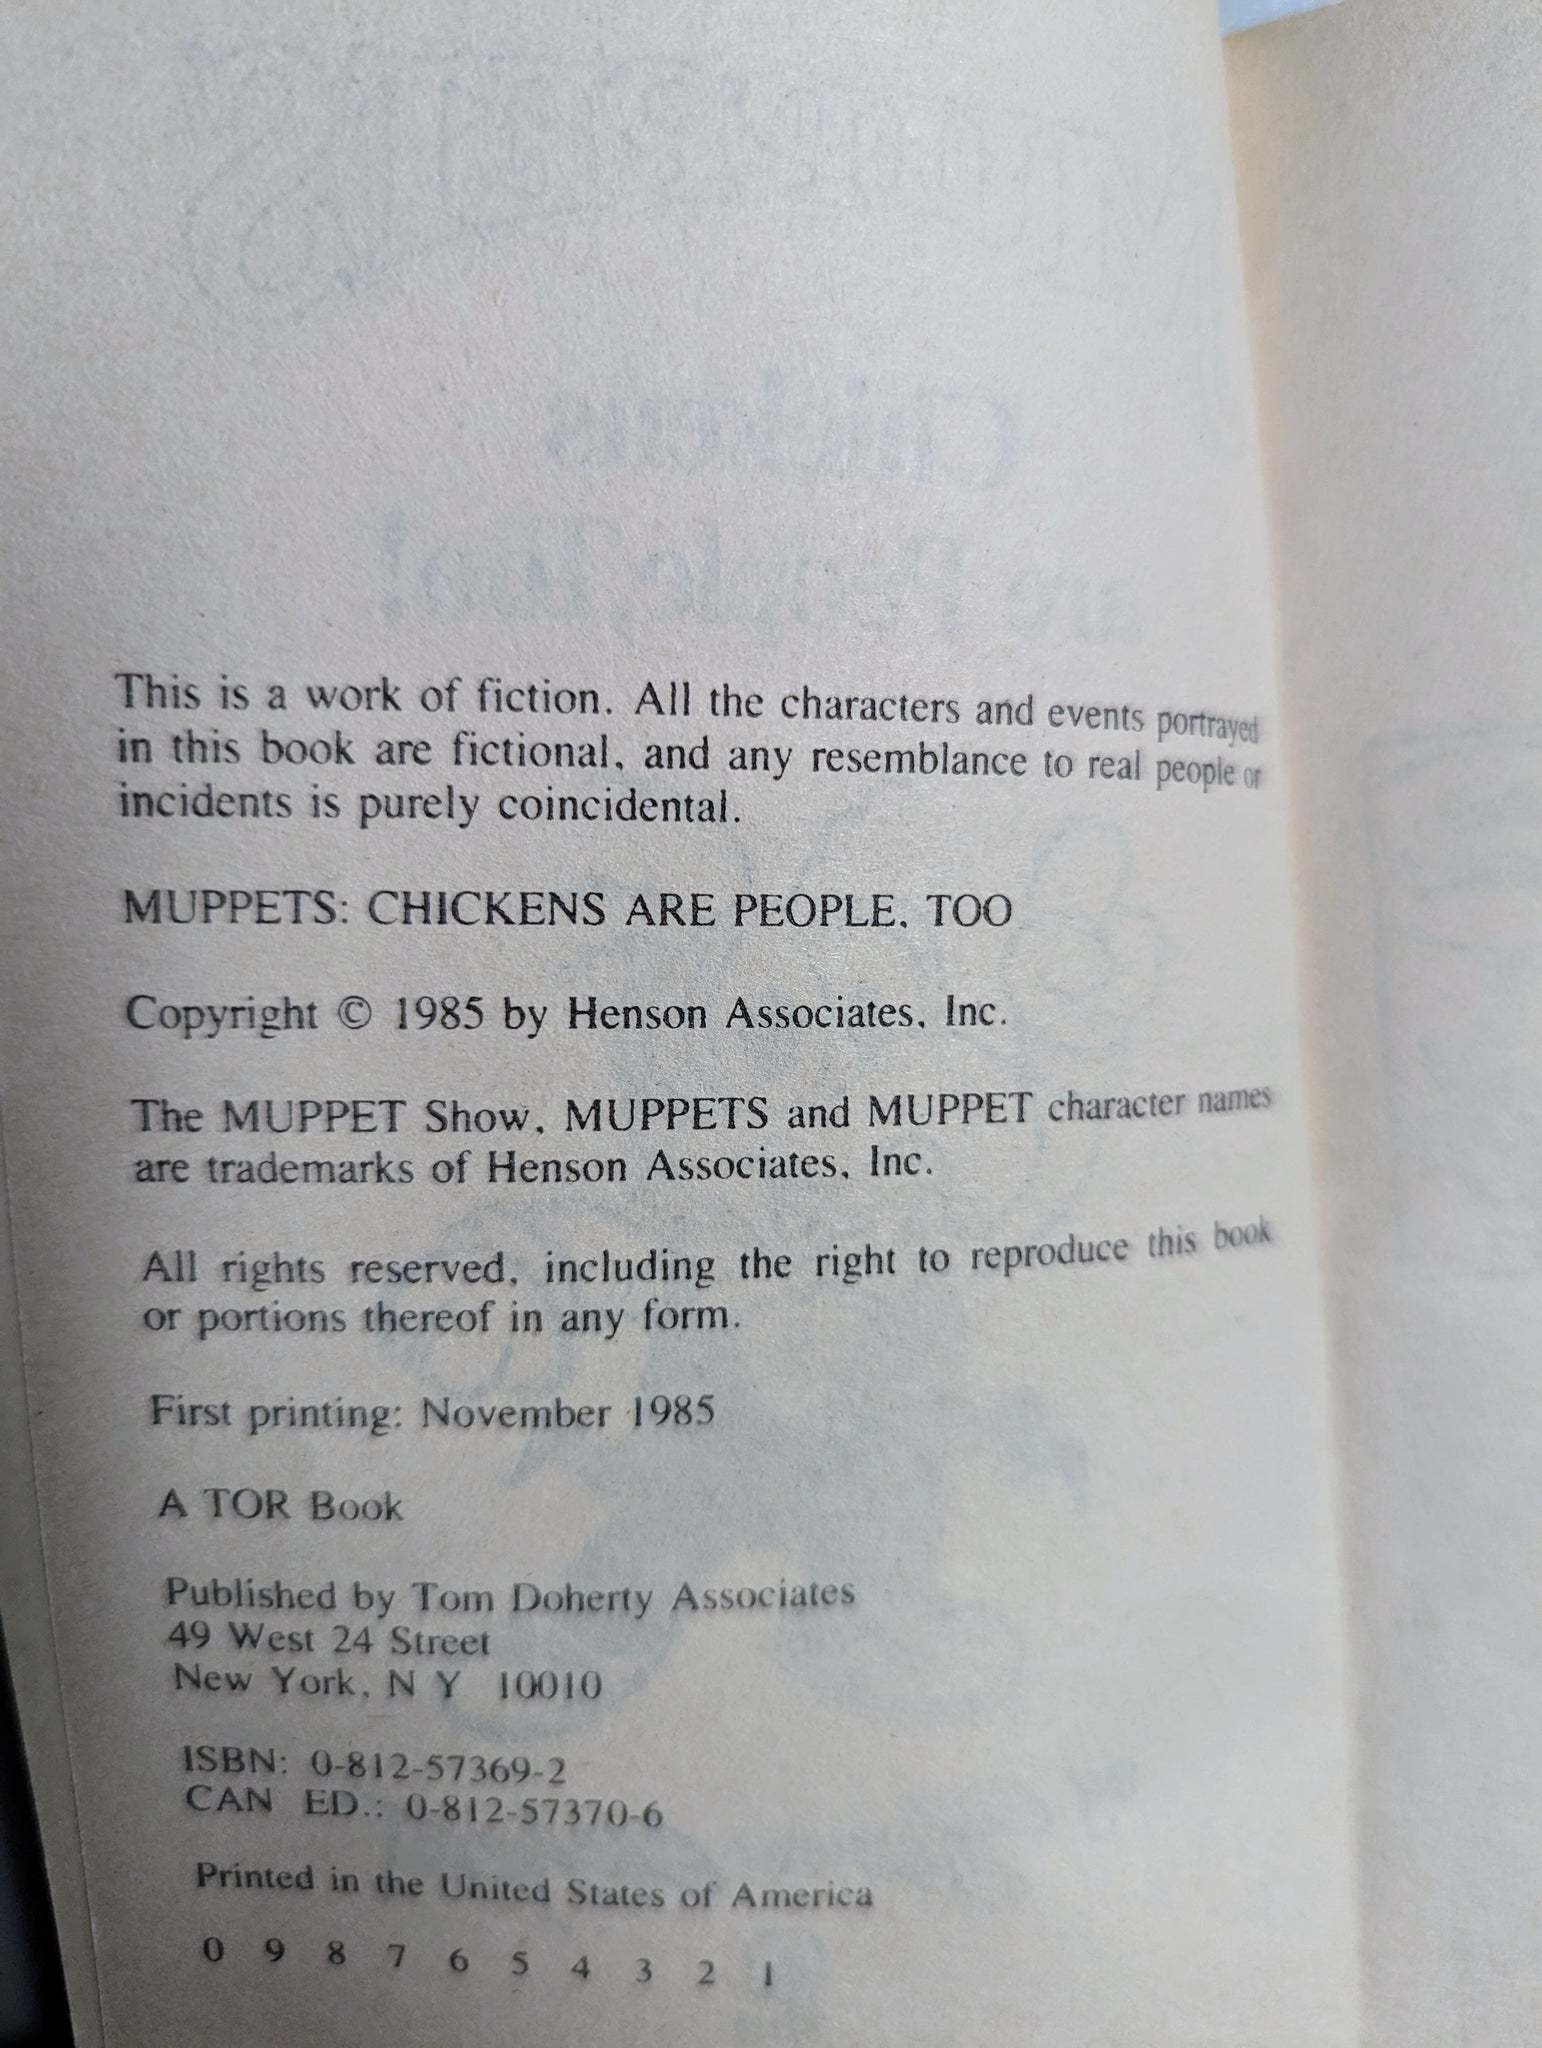 This is a work of fiction. All the characters and events portrayed
in this book are fictional, and any resemblance to real people or
incidents is purely coincidental.
MUPPETS: CHICKENS ARE PEOPLE, TOO
Copyright © 1985 by Henson Associates, Inc.
The MUPPET Show, MUPPETS and MUPPET character names
are trademarks of Henson Associates, Inc.
All rights reserved, including the right to reproduce this book
or portions thereof in any form.
First printing: November 1985
A TOR Book
Published by Tom Doherty Associates
49 West 24 Street
New York, N Y 10010
ISBN: 0-812-57369-2
CAN ED.: 0-812-57370-6
Printed in the United States of America
0 9 8 7 6 5 4 3 2 1